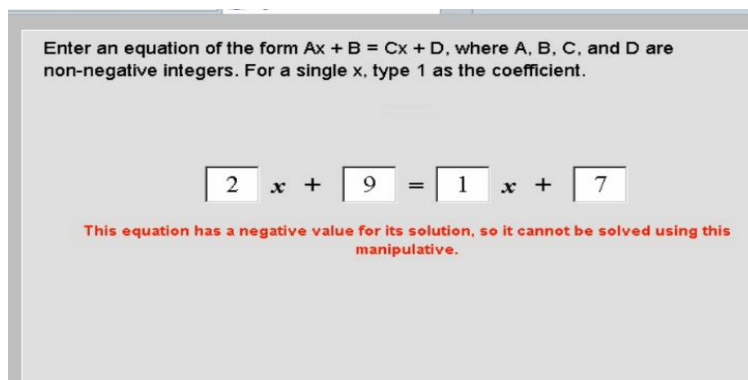 Enter an equation of the form Ax + B = Cx + D, where A, B, C, and D are
non-negative integers. For a single x, type 1 as the coefficient.
2 x + 9 = 1 x + 7
This equation has a negative value for its solution, so it cannot be solved using this
manipulative.